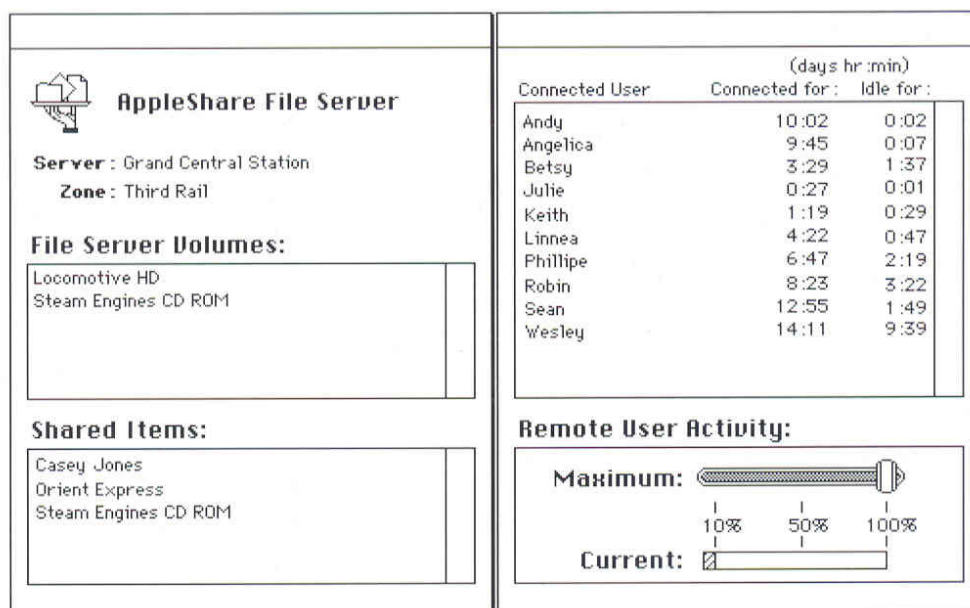 AppleShare File Server
Server : Grand Central Station
Zone : Third Rail
File Server Volumes:
Locomotive HD
Steam Engines CD ROM
Shared Items:
Casey Jones
Orient Express
Steam Engines CD ROM
(days hr :min)
Connected User Connected for : Idle for :
Andy 10 :02 0 :02
Angelica 9 :45 0 :07
Betsy 3 :29 1 :37
Julie 0 :27 0 :01
Keith 1 :19 0 :29
Linnea 4 :22 0 :47
Phillipe 6 :47 2 :19
Robin 8 :23 3 :22
Sean 12 :55 1 :49
Wesley 14 :11 9 :39
Remote User Activity:
Maximum:
10% 50% 100%
Current: